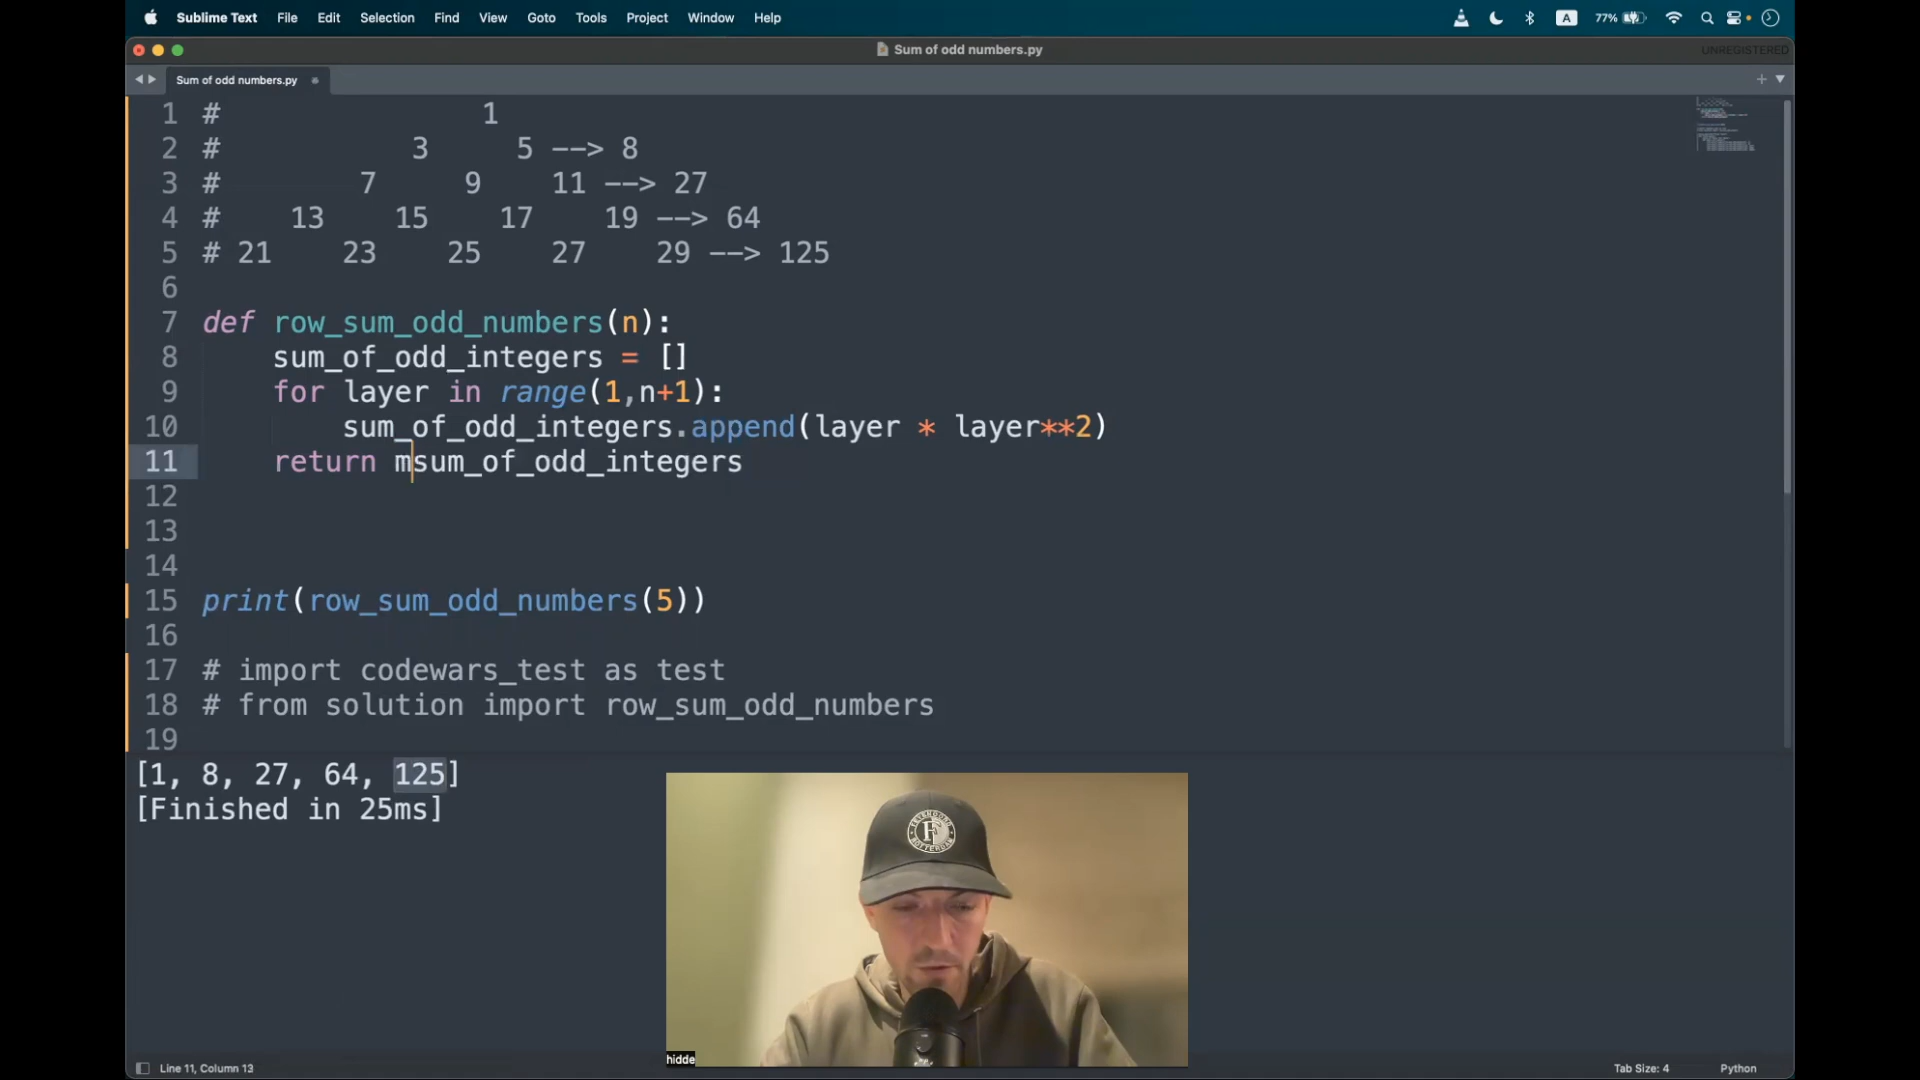 Sublime Text File Edit Selection Find View Goto Tools Project Window Help A 77%
Sum of odd numbers.py UNREGISTERED
Sum of odd numbers.py
1 # 1
2 # 3 5 --> 8
3 # 7 9 11 --> 27
4 # 13 15 17 19 --> 64
5 # 21 23 25 27 29 --> 125
6
7 def row_sum_odd_numbers(n):
8 sum_of_odd_integers = []
9 for layer in range(1,n+1):
10 sum_of_odd_integers.append(layer * layer**2)
11 return msum_of_odd_integers
12
13
14
15 print(row_sum_odd_numbers(5))
16
17 # import codewars_test as test
18 # from solution import row_sum_odd_numbers
19
[1, 8, 27, 64, 125]
[Finished in 25ms]
F
FEYENOORD
ROTTERDAM
hidde
Line 11, Column 13 Tab Size: 4 Python